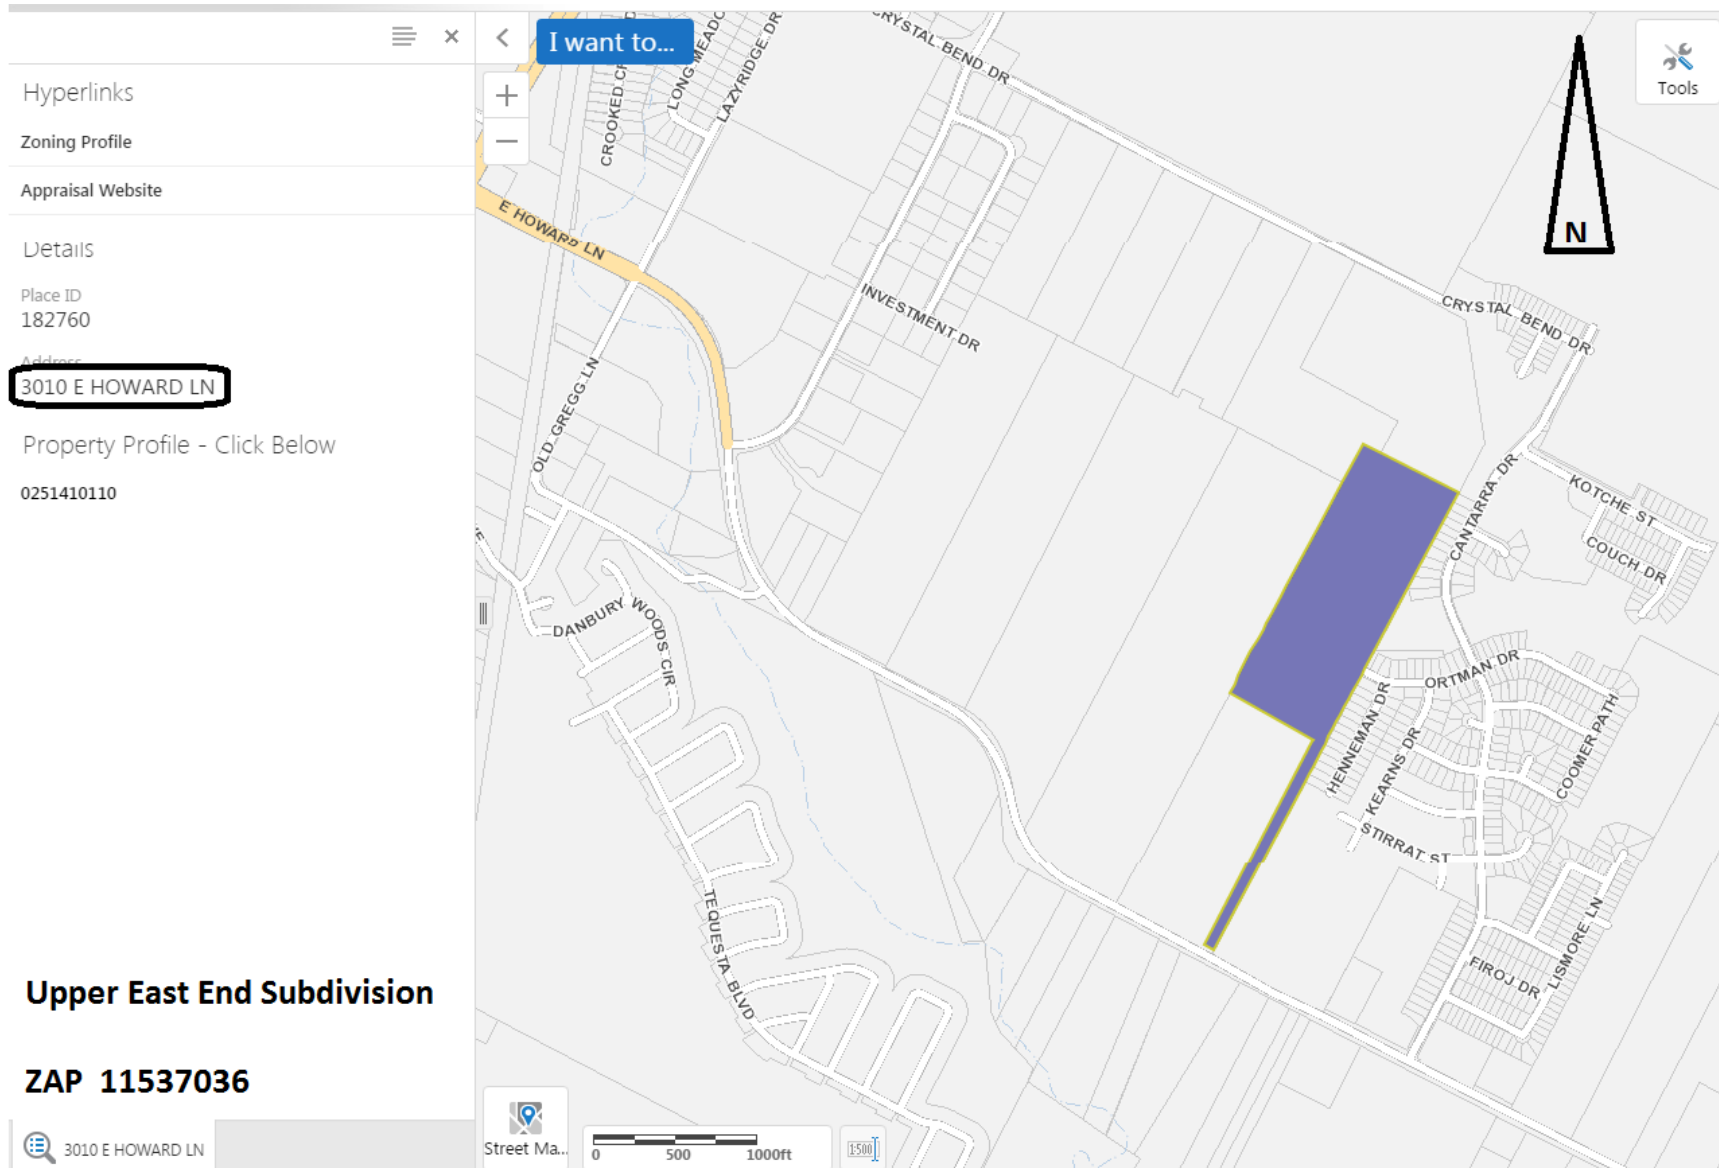 Hyperlinks
Zoning Profile
Appraisal Website
Details
Place ID
182760
Address
3010 E HOWARD LN
Property Profile - Click Below
0251410110
Upper East End Subdivision
ZAP 11537036
3010 E HOWARD LN
I want to...
Tools
N
LAZYRIDGE DR
E HOWARD LN
OLD GREGG LN
INVESTMENT DR
CRYSTAL BEND DR
CRYSTAL BEND DR
CANTARRA DR
KOTCHE ST
COUCH DR
DANBURY WOODS CIR
ORTMAN DR
HENNEMAN DR
KEARNS DR
COOMER PATH
STIRRAT ST
TEQUESTA BLVD
LISMORE LN
FIROJ DR
Street Ma...
0 500 1000ft
1:500